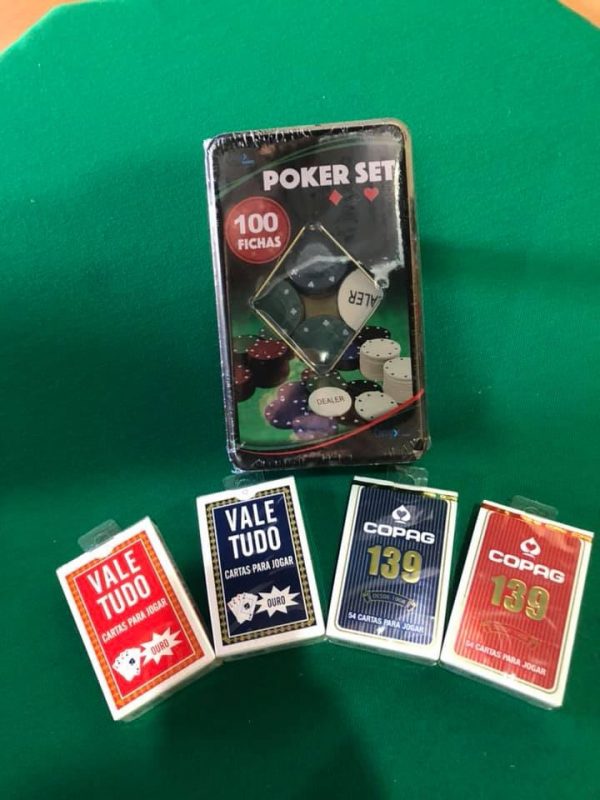 POKER SET
100
FICHAS
ALER
DEALER
VALE
TUDO
CARTAS PARA JOGAR
OURO
VALE
TUDO
CARTAS PARA JOGAR
OURO
COPAG
139
54 CARTAS PARA JOGAR
COPAG
139
54 CARTAS PARA JOGAR